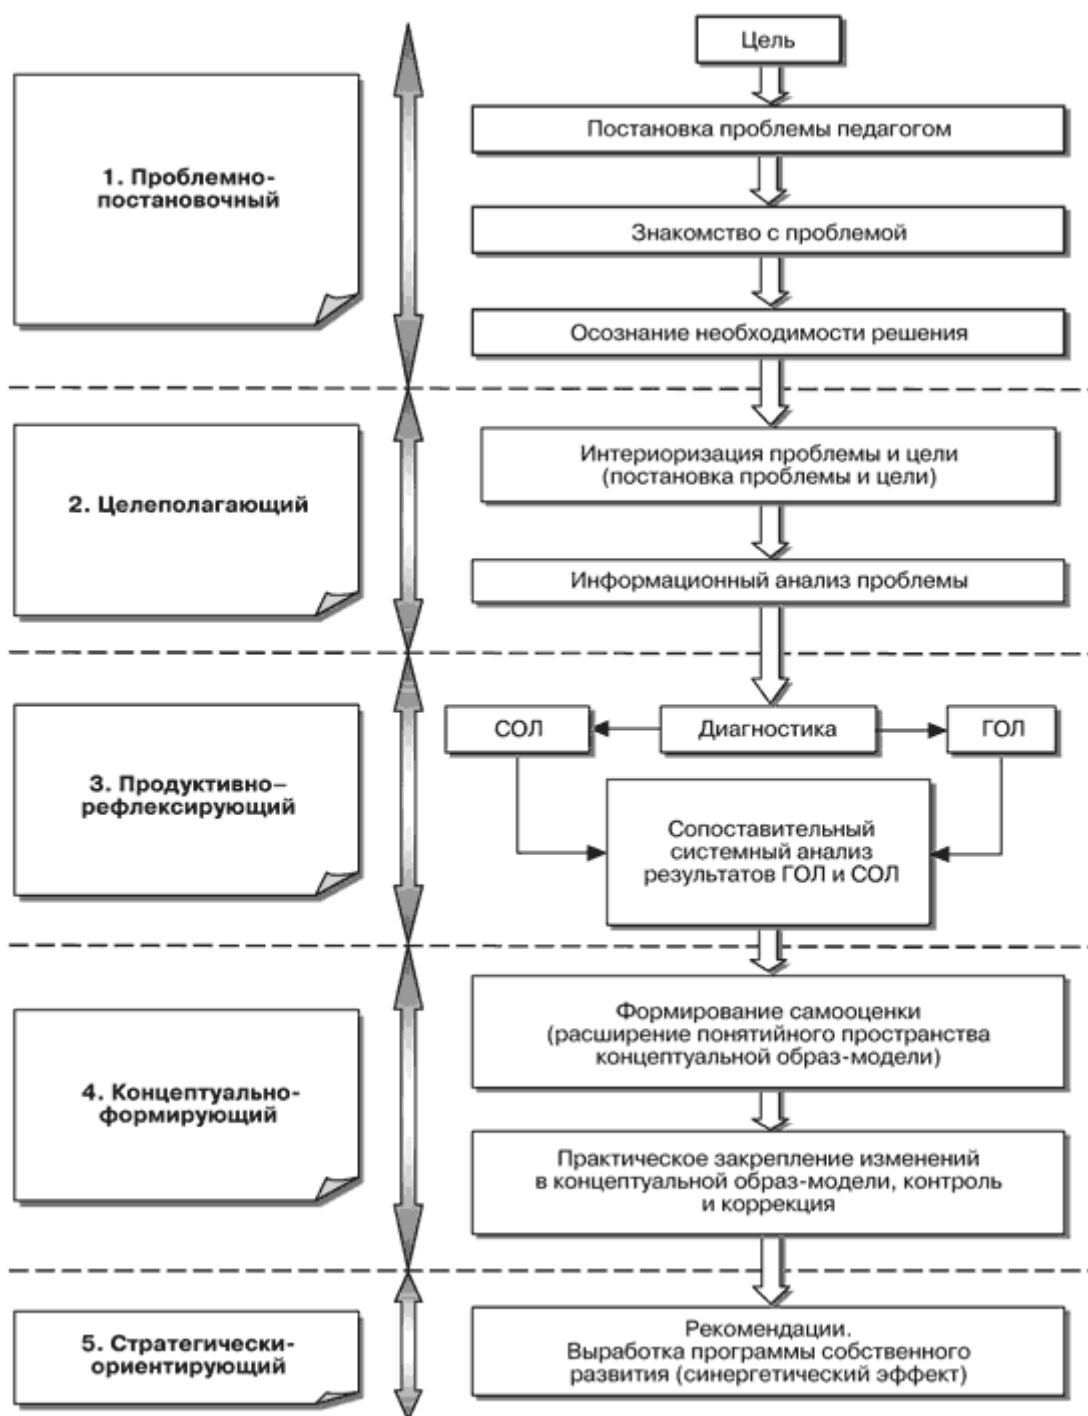 Цель
Постановка проблемы педагогом
1. Проблемно-
постановочный
Знакомство с проблемой
Осознание необходимости решения
2. Целеполагающий
Интериоризация проблемы и цели
(постановка проблемы и цели)
Информационный анализ проблемы
СОЛ
Диагностика
ГОЛ
3. Продуктивно–
рефлексирующий
Сопоставительный
системный анализ
результатов ГОЛ и СОЛ
4. Концептуально-
формирующий
Формирование самооценки
(расширение понятийного пространства
концептуальной образ-модели)
Практическое закрепление изменений
в концептуальной образ-модели, контроль
и коррекция
5. Стратегически-
ориентирующий
Рекомендации.
Выработка программы собственного
развития (синергетический эффект)